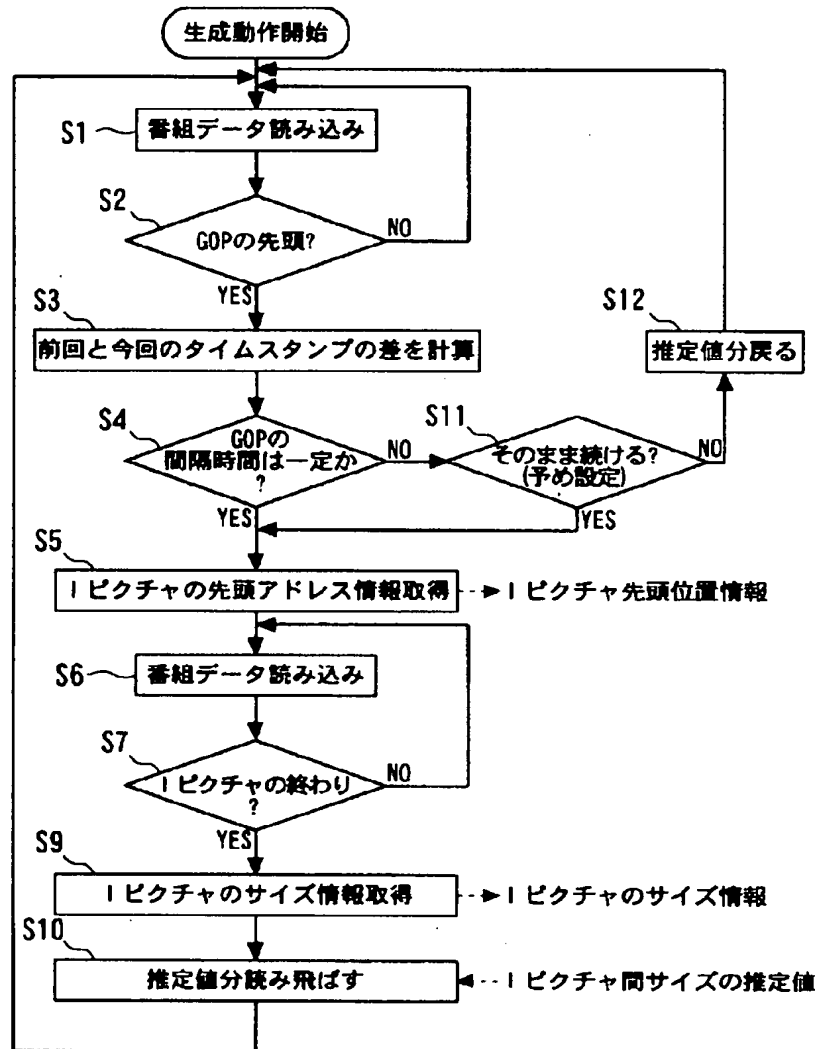 生成動作開始
S1
番組データ読み込み
S2
GOPの先頭?
NO
YES
S3
前回と今回のタイムスタンプの差を計算
S12
推定値分戻る
S4
GOPの
間隔時間は一定か
?
NO
YES
S11
そのまま続ける?
(予め設定)
NO
YES
S5
Iピクチャの先頭アドレス情報取得
Iピクチャ先頭位置情報
S6
番組データ読み込み
S7
Iピクチャの終わり
?
NO
YES
S9
Iピクチャのサイズ情報取得
Iピクチャのサイズ情報
S10
推定値分読み飛ばす
Iピクチャ間サイズの推定値